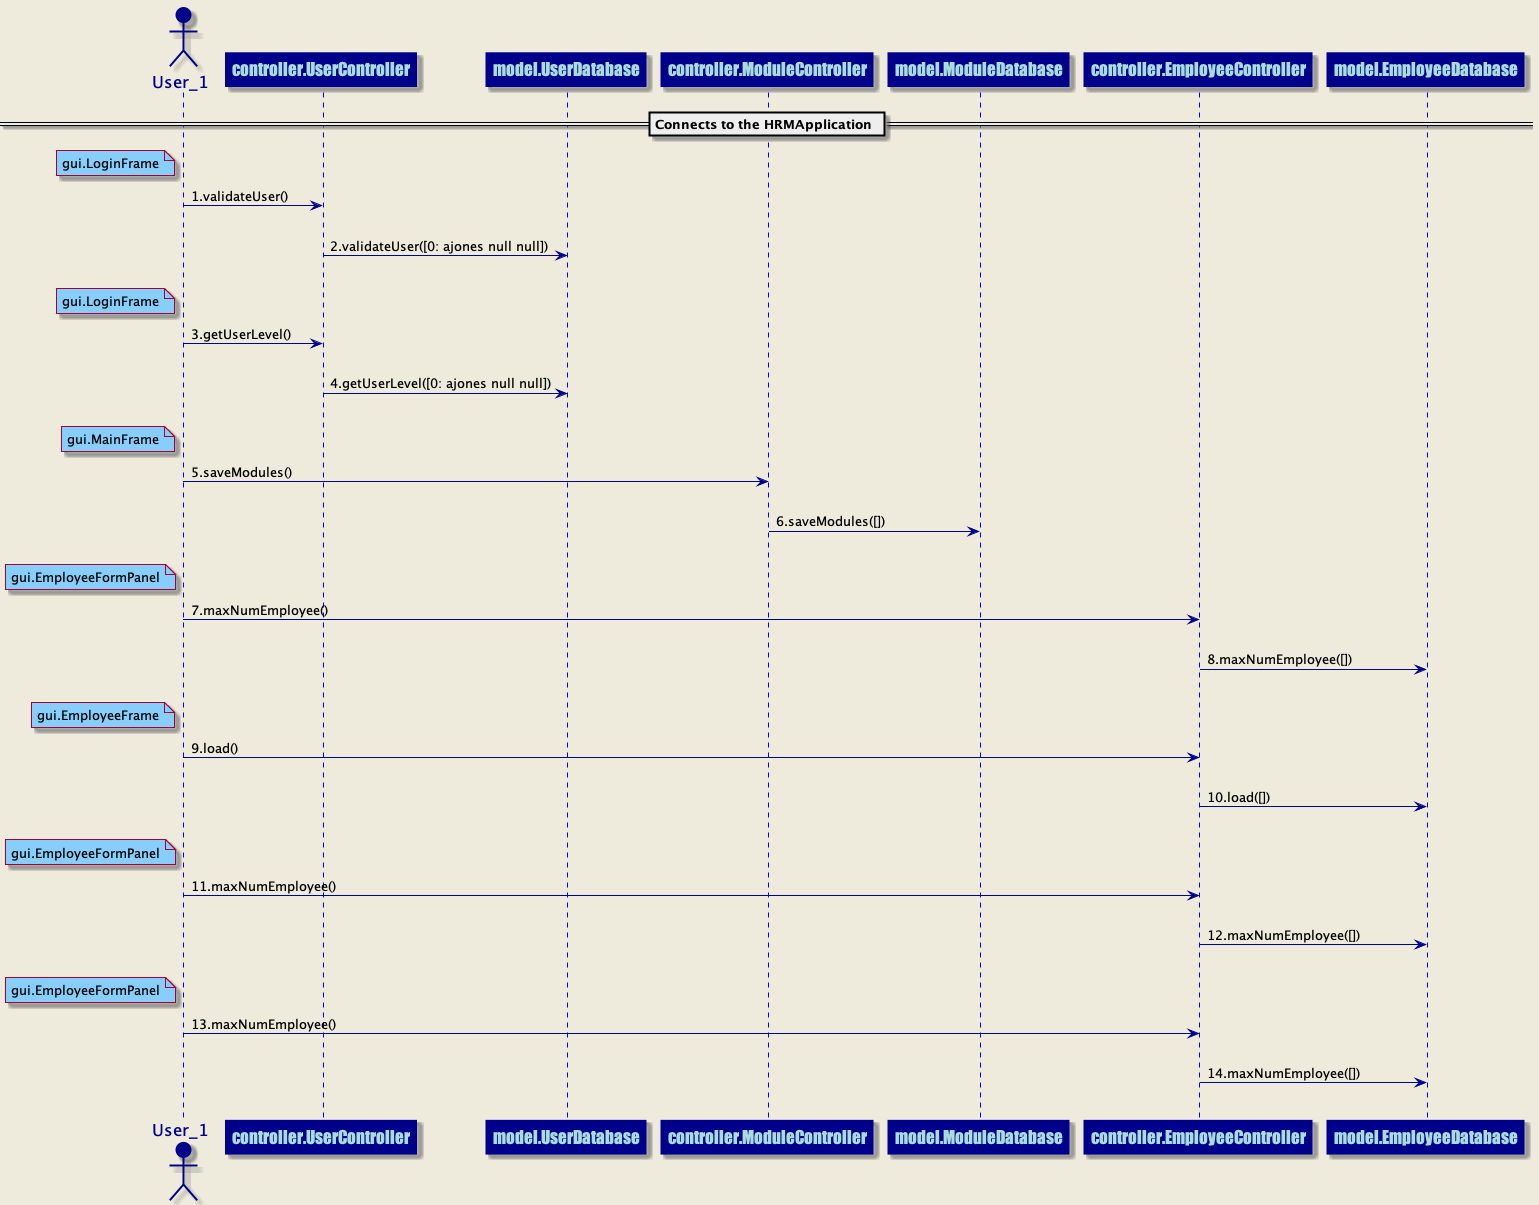 User_1
controller.UserController
model.UserDatabase
controller.ModuleController
model.ModuleDatabase
controller.EmployeeController
model.EmployeeDatabase
Connects to the HRMApplication
gui.LoginFrame
1.validateUser()
2.validateUser([0: ajones null null])
gui.LoginFrame
3.getUserLevel()
4.getUserLevel([0: ajones null null])
gui.MainFrame
5.saveModules()
6.saveModules([])
gui.EmployeeFormPanel
7.maxNumEmployee()
8.maxNumEmployee([])
gui.EmployeeFrame
9.load()
10.load([])
gui.EmployeeFormPanel
11.maxNumEmployee()
12.maxNumEmployee([])
gui.EmployeeFormPanel
13.maxNumEmployee()
14.maxNumEmployee([])
User_1
controller.UserController
model.UserDatabase
controller.ModuleController
model.ModuleDatabase
controller.EmployeeController
model.EmployeeDatabase